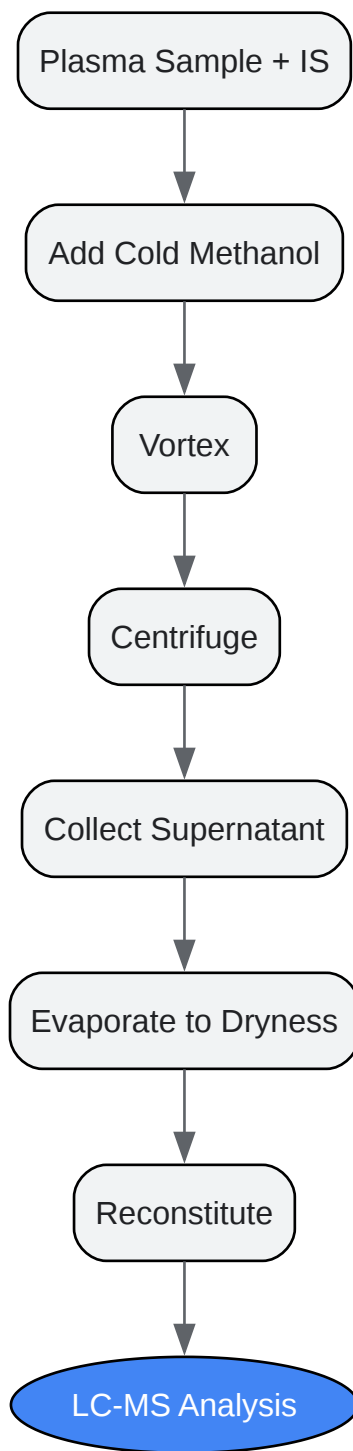 Plasma Sample + IS
Add Cold Methanol
Vortex
Centrifuge
Collect Supernatant
Evaporate to Dryness
Reconstitute
LC-MS Analysis